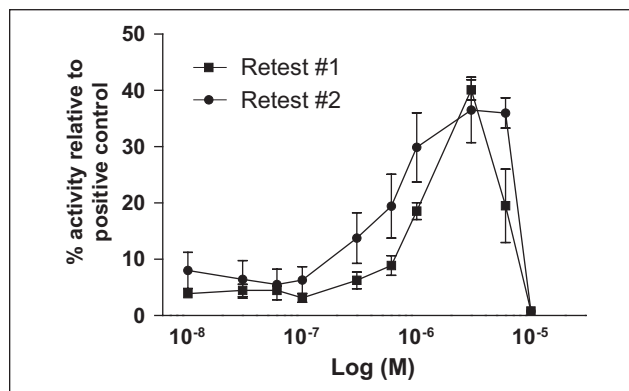 % activity relative to
positive control
50
40
30
20
10
0
Retest #1
Retest #2
10-8
10-7
10-6
10-5
Log (M)